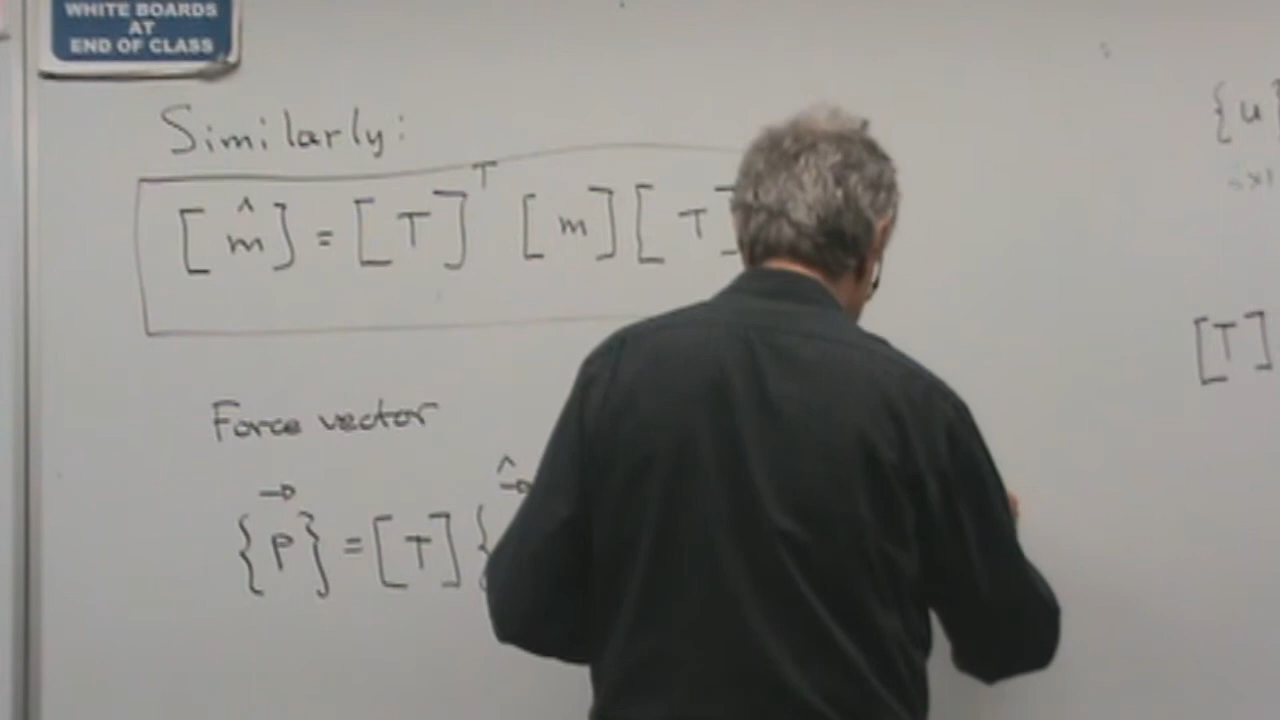 WHITE BOARDS
AT
END OF CLASS
Similarly:
[m̂] = [T]ᵀ [m][T]
{u}
Force vector
[T]
{P⃗} = [T]{